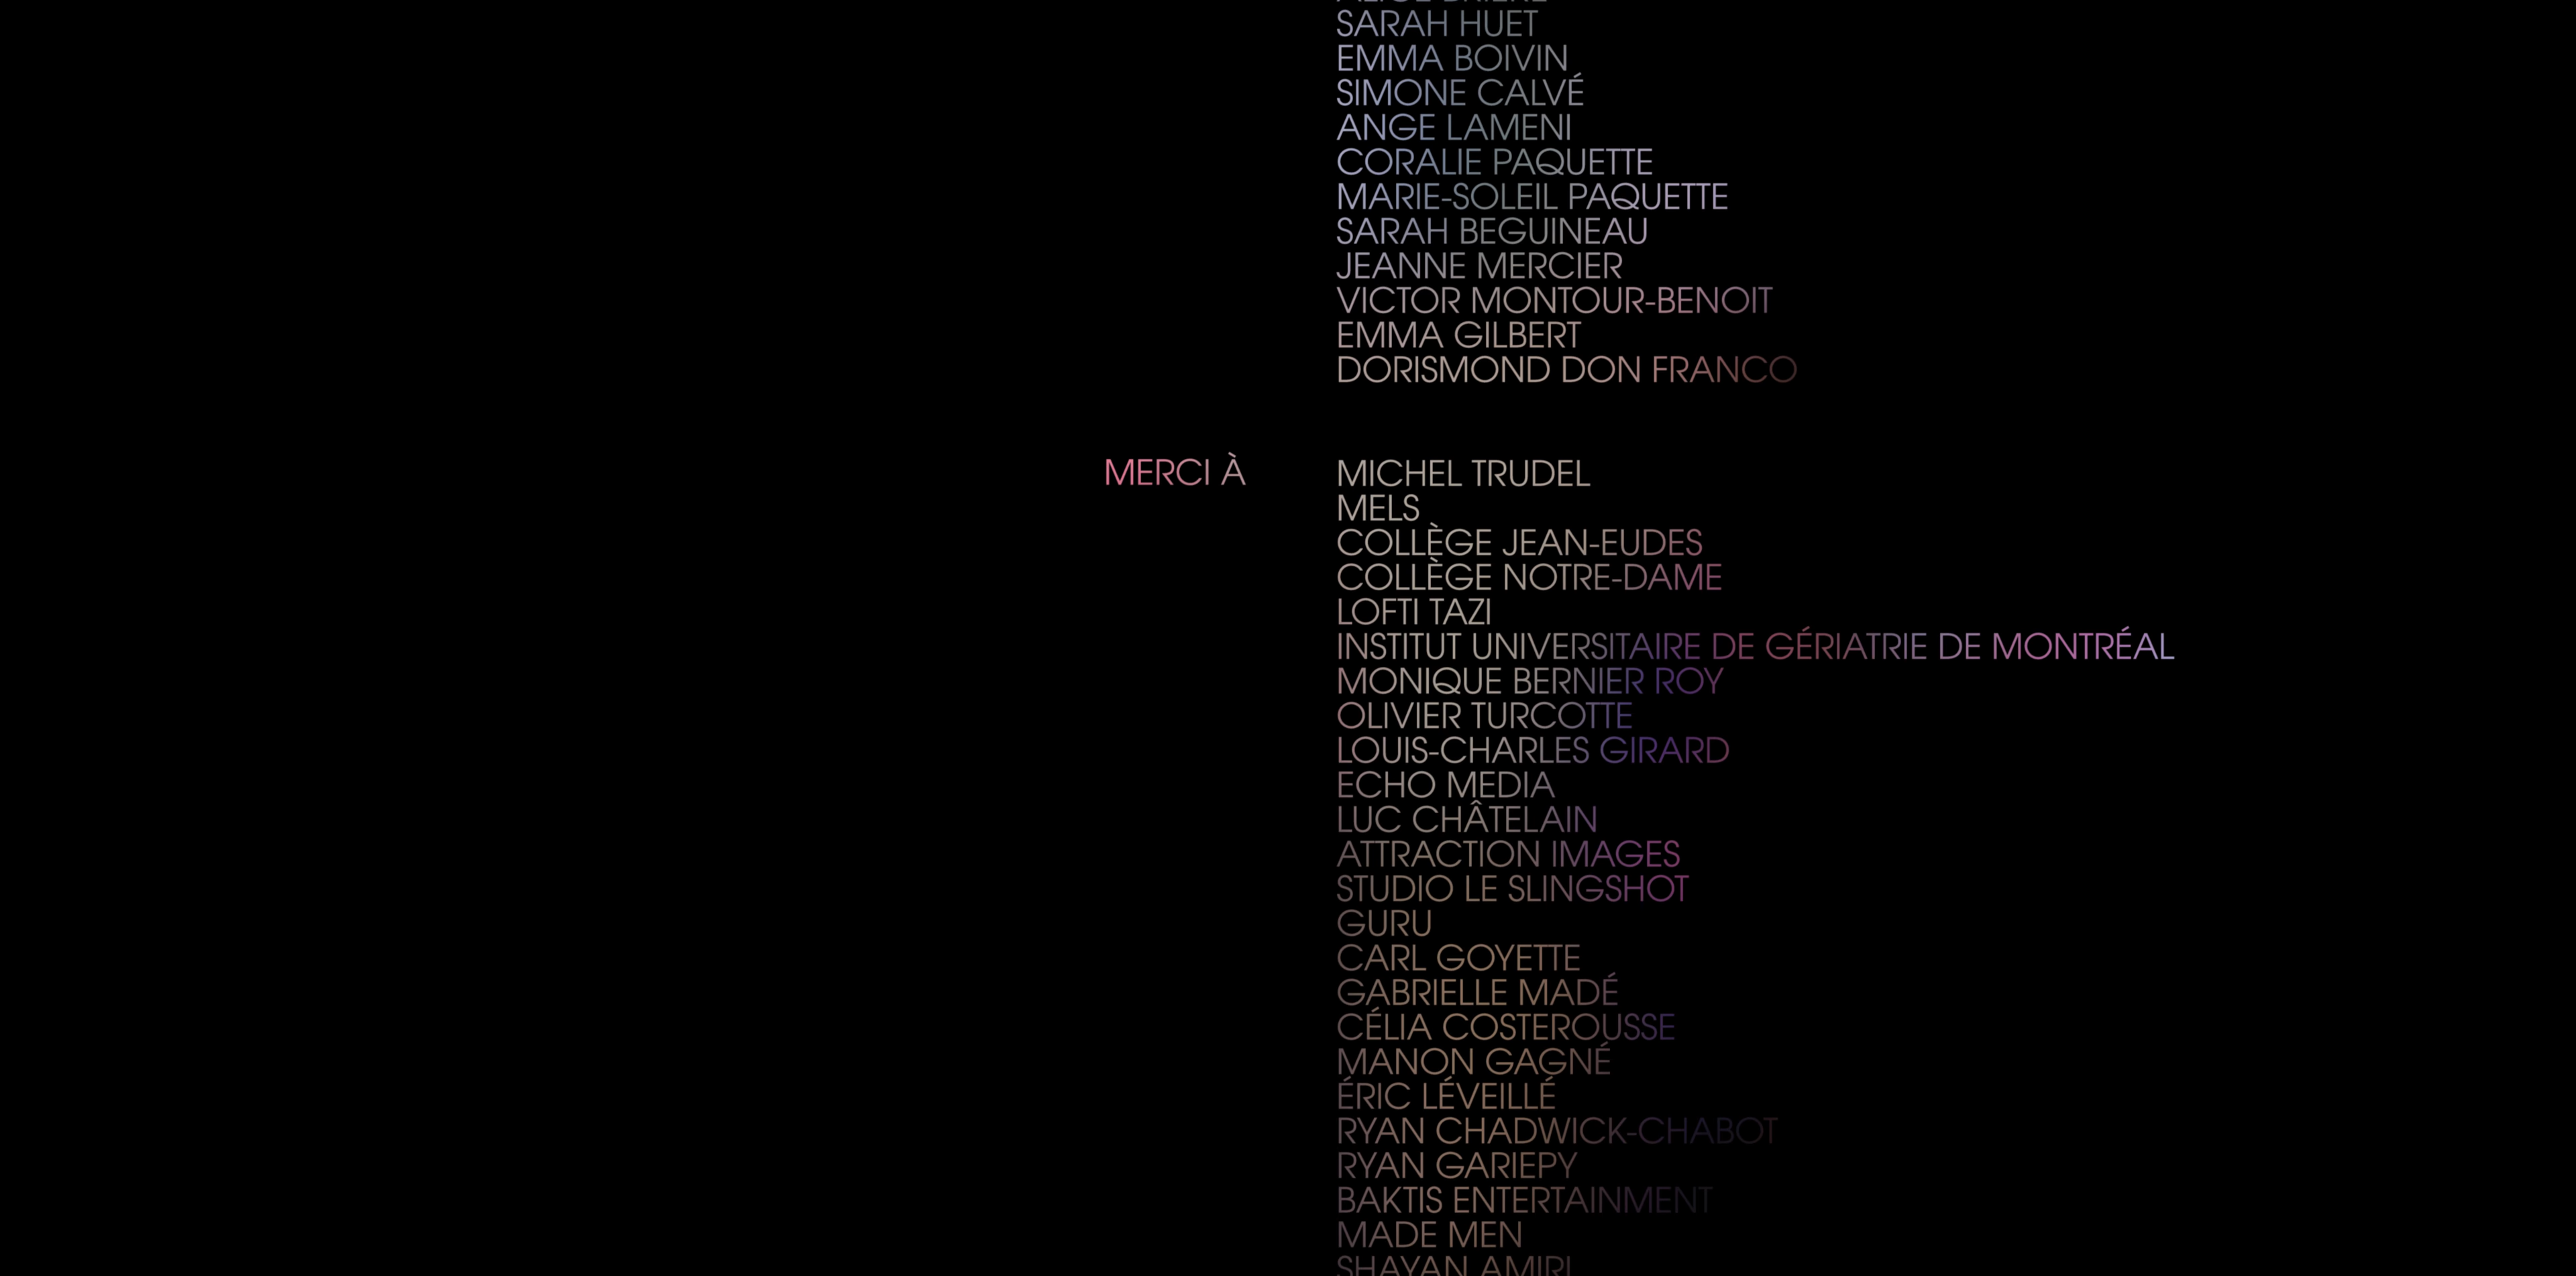 SARAH HUET
EMMA BOIVIN
SIMONE CALVÉ
ANGE LAMENI
CORALIE PAQUETTE
MARIE-SOLEIL PAQUETTE
SARAH BEGUINEAU
JEANNE MERCIER
VICTOR MONTOUR-BENOIT
EMMA GILBERT
DORISMOND DON FRANCO
MERCI À MICHEL TRUDEL
MELS
COLLÈGE JEAN-EUDES
COLLÈGE NOTRE-DAME
LOFTI TAZI
INSTITUT UNIVERSITAIRE DE GÉRIATRIE DE MONTRÉAL
MONIQUE BERNIER ROY
OLIVIER TURCOTTE
LOUIS-CHARLES GIRARD
ECHO MEDIA
LUC CHÂTELAIN
ATTRACTION IMAGES
STUDIO LE SLINGSHOT
GURU
CARL GOYETTE
GABRIELLE MADÉ
CÉLIA COSTEROUSSE
MANON GAGNÉ
ÉRIC LÉVEILLÉ
RYAN CHADWICK-CHABOT
RYAN GARIEPY
BAKTIS ENTERTAINMENT
MADE MEN
SHAYAN AMIRI